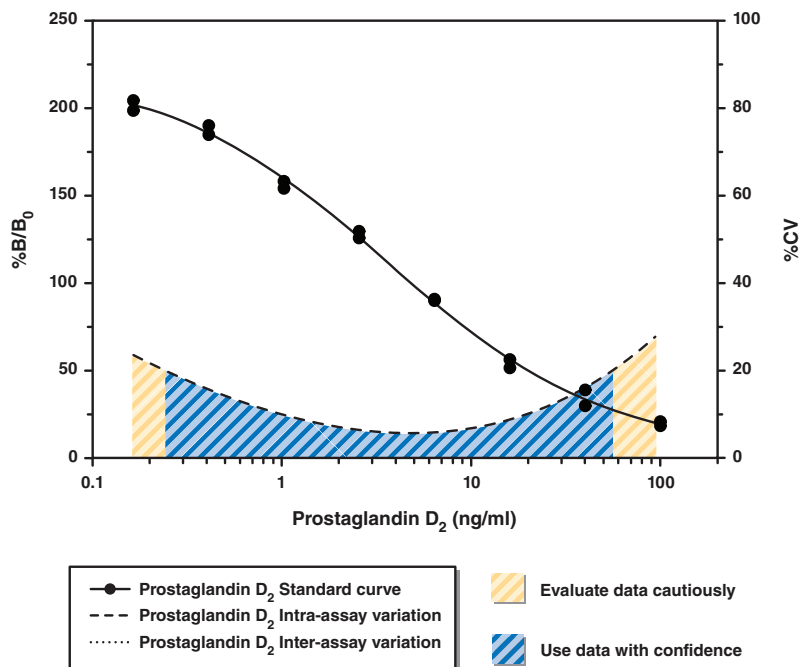 250
200
150
100
50
0
%B/B₀
100
80
60
40
20
0
%CV
0.1 1 10 100
Prostaglandin D₂ (ng/ml)
Prostaglandin D₂ Standard curve
Prostaglandin D₂ Intra-assay variation
Prostaglandin D₂ Inter-assay variation
Evaluate data cautiously
Use data with confidence